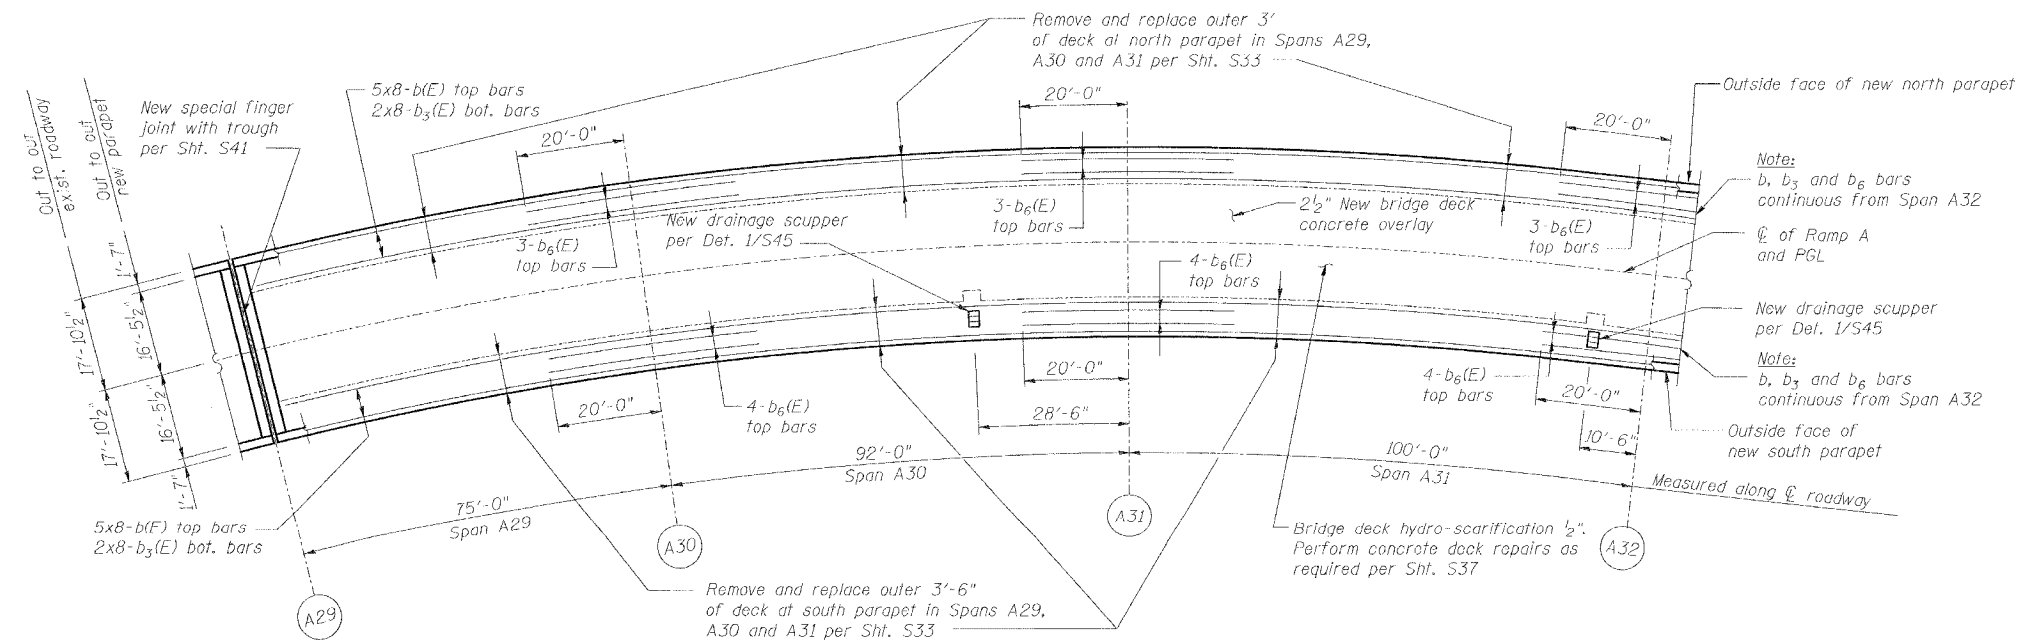 Remove and replace outer 3'
of deck at north parapet in Spans A29,
A30 and A31 per Sht. S33
5x8-b(E) top bars
2x8-b3(E) bot. bars
New special finger
joint with trough
per Sht. S41
Out to out
exist. roadway
Out to out
new parapet
20'-0"
20'-0"
20'-0"
Outside face of new north parapet
Note:
b, b3 and b6 bars
continuous from Span A32
3-b6(E)
top bars
New drainage scupper
per Det. 1/S45
3-b6(E)
top bars
2½" New bridge deck
concrete overlay
3-b6(E)
top bars
℄ of Ramp A
and PGL
4-b6(E)
top bars
1'-7"
16'-5½"
17'-10½"
16'-5½"
17'-10½"
1'-7"
New drainage scupper
per Det. 1/S45
Note:
b, b3 and b6 bars
continuous from Span A32
20'-0"
4-b6(E)
top bars
20'-0"
28'-6"
4-b6(E)
top bars
20'-0"
10'-6"
Outside face of
new south parapet
75'-0"
Span A29
92'-0"
Span A30
100'-0"
Span A31
Measured along ℄ roadway
5x8-b(E) top bars
2x8-b3(E) bot. bars
A29
A30
A31
A32
Bridge deck hydro-scarification ½".
Perform concrete deck repairs as
required per Sht. S37
Remove and replace outer 3'-6"
of deck at south parapet in Spans A29,
A30 and A31 per Sht. S33